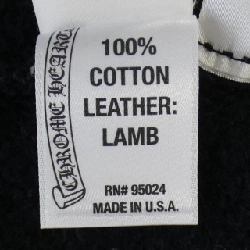 CHROME HEARTS
100%
COTTON
LEATHER:
LAMB
RN# 95024
MADE IN U.S.A.